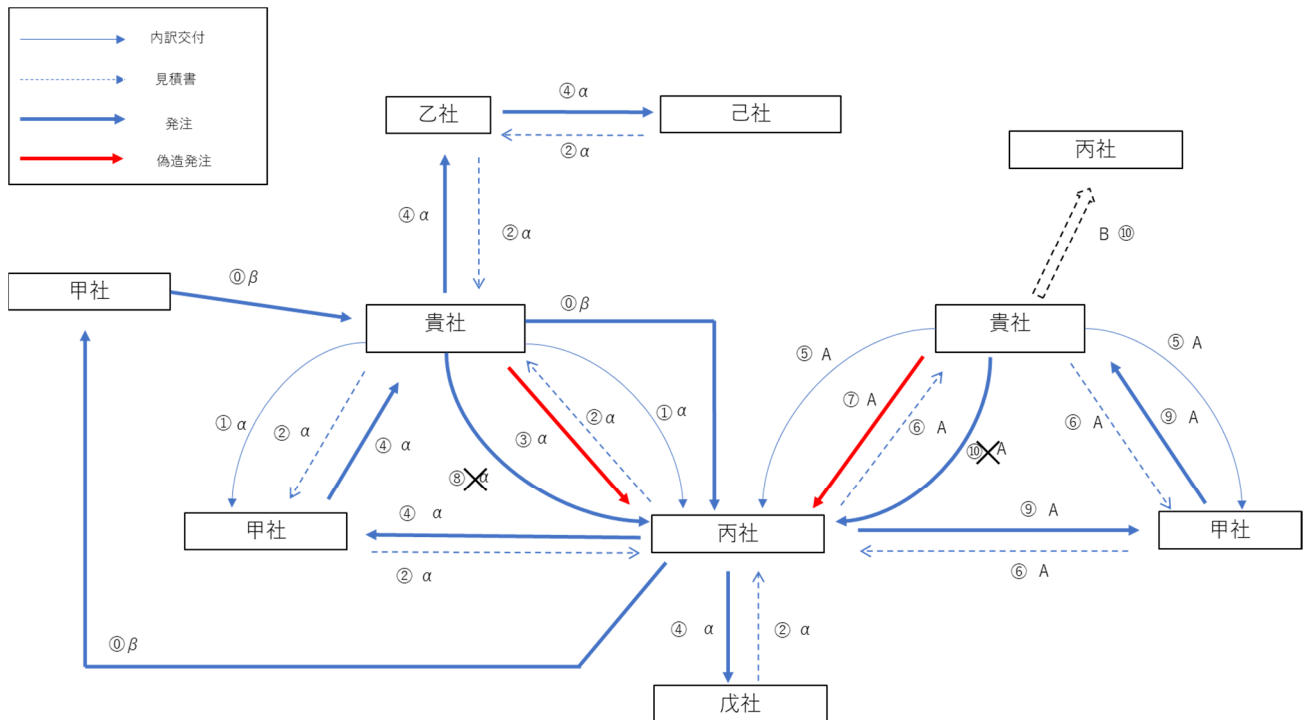 内訳交付
見積書
発注
偽造発注
乙社
④α
己社
②α
丙社
④α
②α
B ⑩
甲社
⓪β
貴社
⓪β
貴社
①α
②α
④α
③α
②α
①α
⑧α
⑤ A
⑦ A
⑥ A
⑩ A
⑥ A
⑨ A
⑤ A
甲社
④ α
② α
丙社
⑨ A
⑥ A
甲社
⓪β
④ α
② α
戊社